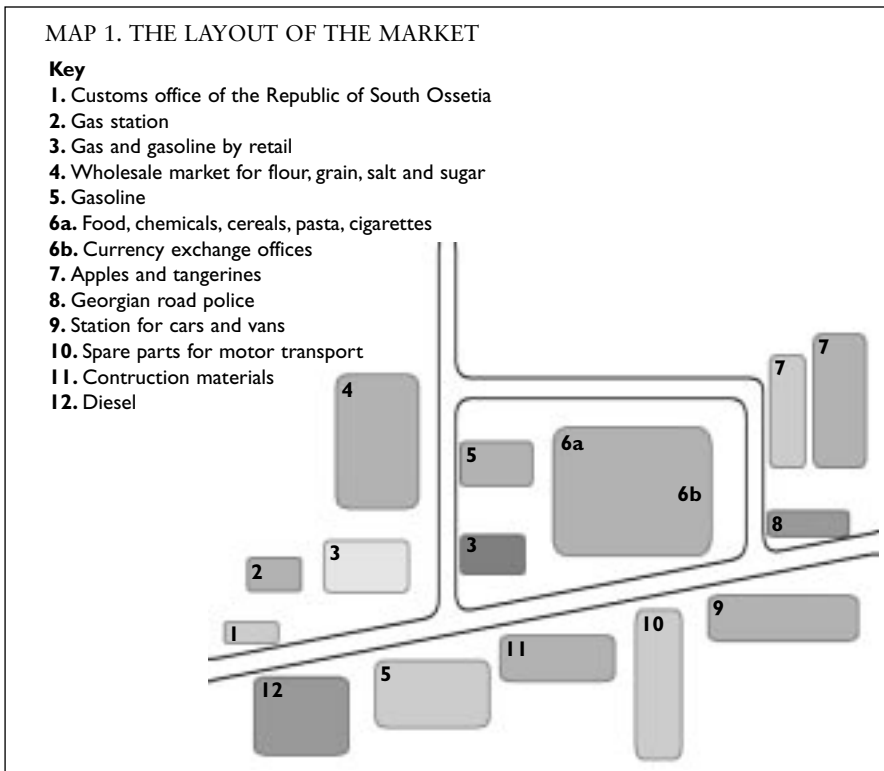 MAP 1. THE LAYOUT OF THE MARKET
Key
1. Customs office of the Republic of South Ossetia
2. Gas station
3. Gas and gasoline by retail
4. Wholesale market for flour, grain, salt and sugar
5. Gasoline
6a. Food, chemicals, cereals, pasta, cigarettes
6b. Currency exchange offices
7. Apples and tangerines
8. Georgian road police
9. Station for cars and vans
10. Spare parts for motor transport
11. Contruction materials
12. Diesel
7
7
4
6a
5
6b
8
3
3
2
9
10
1
11
5
12